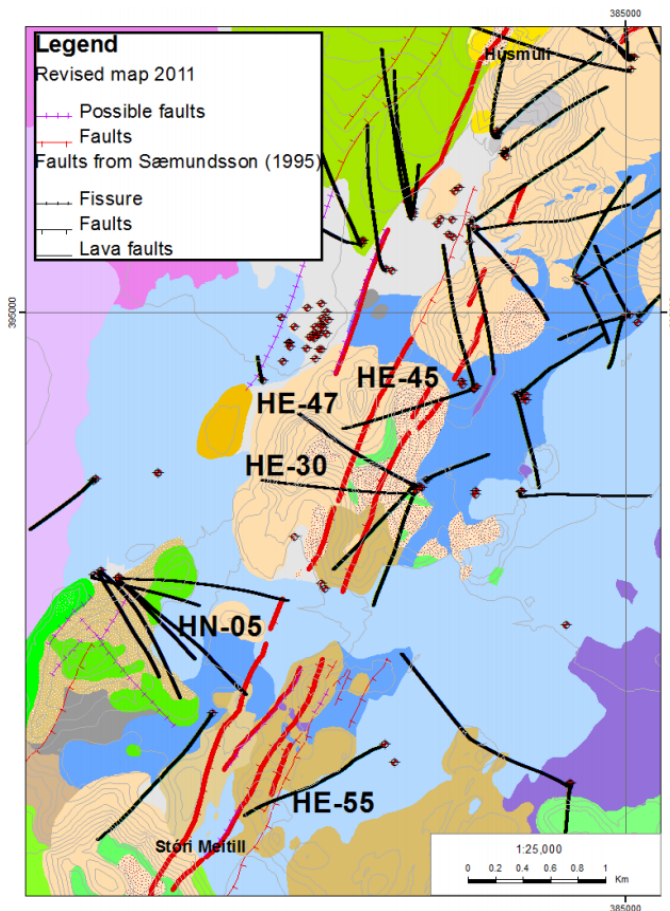 385000
Legend
Húsmúli
Revised map 2011
Possible faults
Faults
Faults from Sæmundsson (1995)
Fissure
Faults
Lava faults
396000
HE-45
HE-47
HE-30
HN-05
HE-55
Stóri Meitill
1:25,000
0 0.2 0.4 0.6 0.8 1
Km
385000